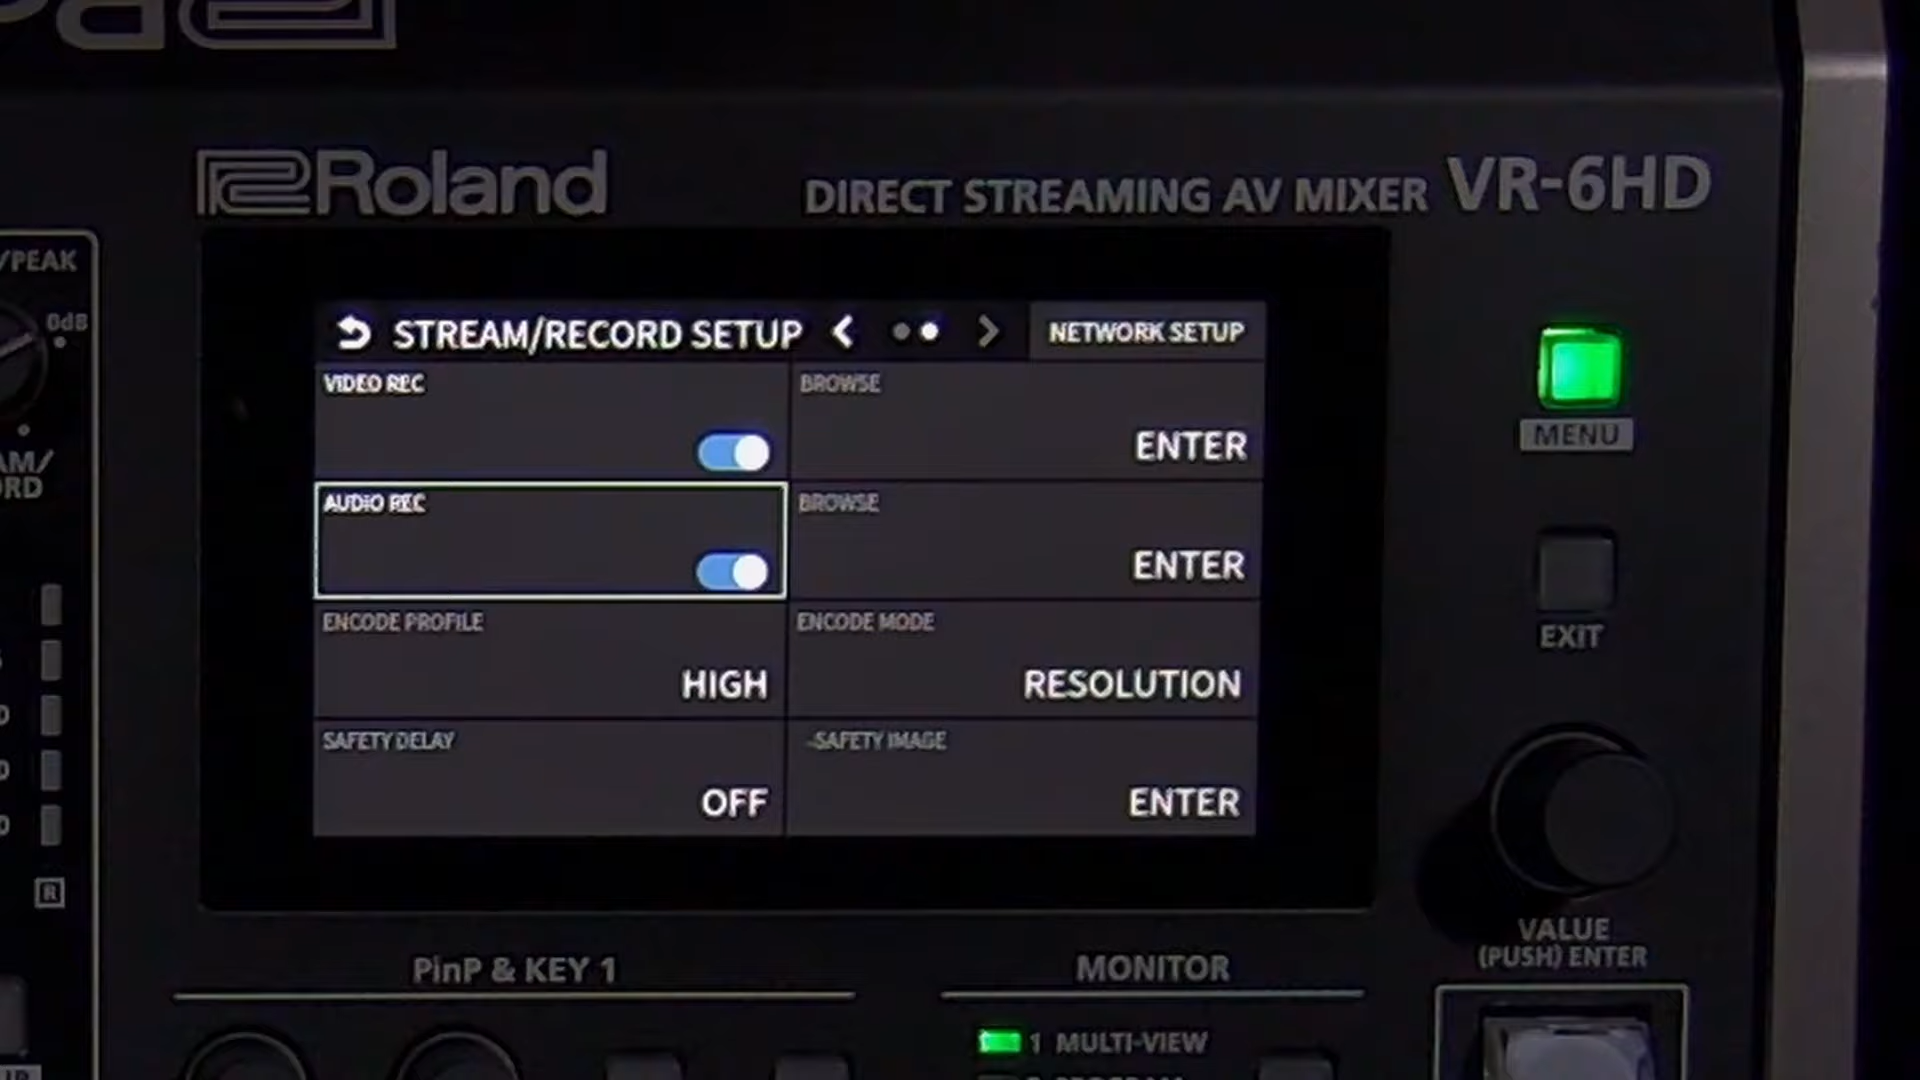 Roland
DIRECT STREAMING AV MIXER VR-6HD
/PEAK
0dB
STREAM/RECORD SETUP
NETWORK SETUP
VIDEO REC
BROWSE
ENTER
AUDIO REC
BROWSE
ENTER
ENCODE PROFILE
HIGH
ENCODE MODE
RESOLUTION
SAFETY DELAY
OFF
SAFETY IMAGE
ENTER
MENU
EXIT
VALUE
(PUSH) ENTER
R
PinP & KEY 1
MONITOR
1 MULTI-VIEW